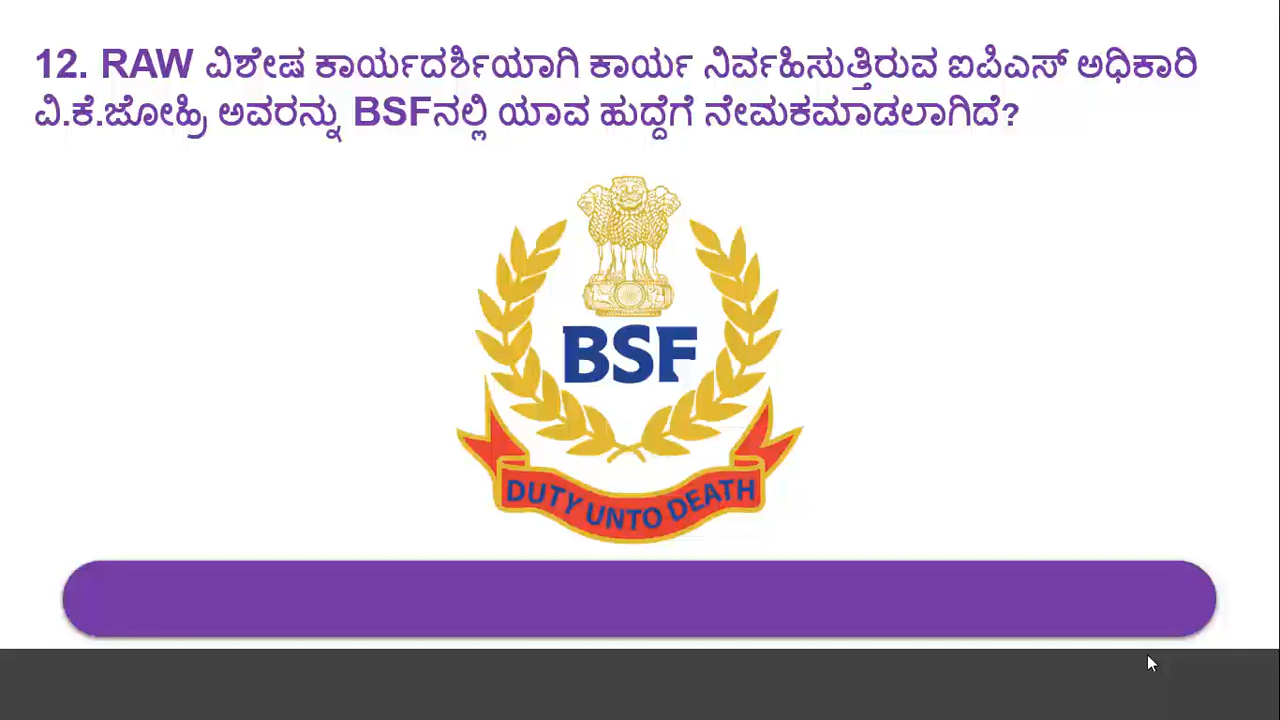 12. RAW ವಿಶೇಷ ಕಾರ್ಯದರ್ಶಿಯಾಗಿ ಕಾರ್ಯ ನಿರ್ವಹಿಸುತ್ತಿರುವ ಐಪಿಎಸ್ ಅಧಿಕಾರಿ
ವಿ.ಕೆ.ಜೋಹ್ರಿ ಅವರನ್ನು BSFನಲ್ಲಿ ಯಾವ ಹುದ್ದೆಗೆ ನೇಮಕಮಾಡಲಾಗಿದೆ?
BSF
DUTY UNTO DEATH